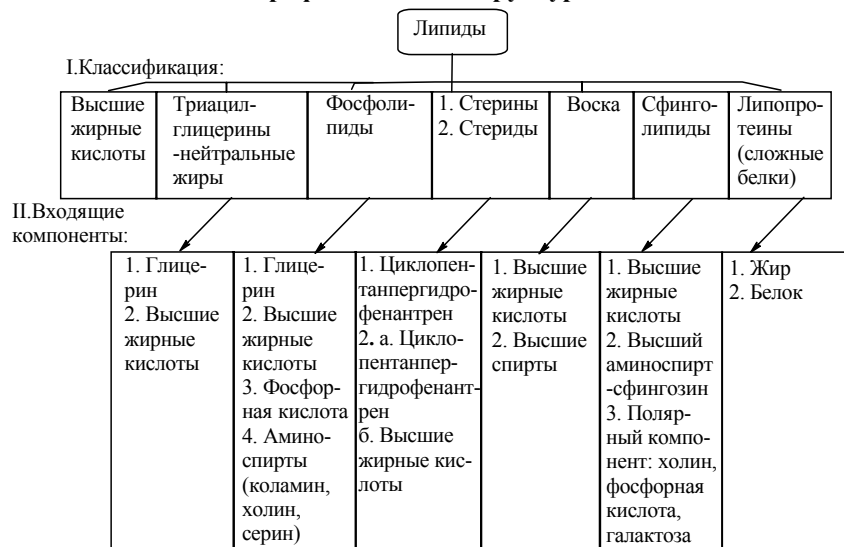 Липиды
I.Классификация:
Высшие
жирные
кислоты
Триацил-
глицерины
-нейтральные
жиры
Фосфоли-
пиды
1. Стерины
2. Стериды
Воска
Сфинго-
липиды
Липопро-
теины
(сложные
белки)
II.Входящие
компоненты:
1. Глице-
рин
2. Высшие
жирные
кислоты
1. Глице-
рин
2. Высшие
жирные
кислоты
3. Фосфор-
ная кислота
4. Амино-
спирты
(коламин,
холин,
серин)
1. Циклопен-
танпергидро-
фенантрен
2. а. Цикло-
пентанпер-
гидрофенант-
рен
б. Высшие
жирные кис-
лоты
1. Высшие
жирные
кислоты
2. Высшие
спирты
1. Высшие
жирные
кислоты
2. Высший
аминоспирт
-сфингозин
3. Поляр-
ный компо-
нент: холин,
фосфорная
кислота,
галактоза
1. Жир
2. Белок